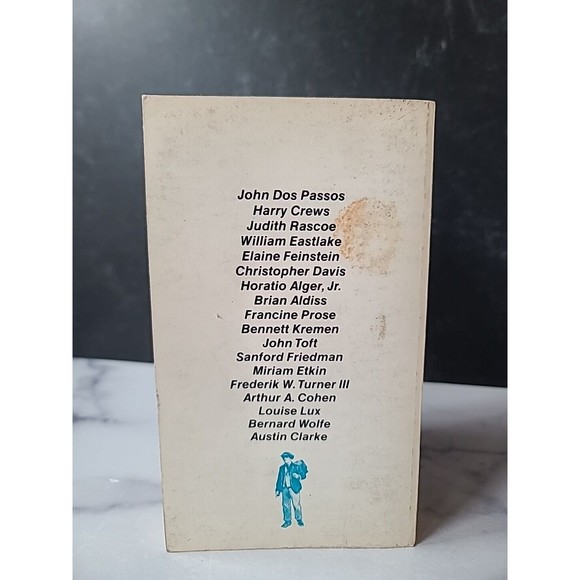 John Dos Passos
Harry Crews
Judith Rascoe
William Eastlake
Elaine Feinstein
Christopher Davis
Horatio Alger, Jr.
Brian Aldiss
Francine Prose
Bennett Kremen
John Toft
Sanford Friedman
Miriam Etkin
Frederik W. Turner III
Arthur A. Cohen
Louise Lux
Bernard Wolfe
Austin Clarke